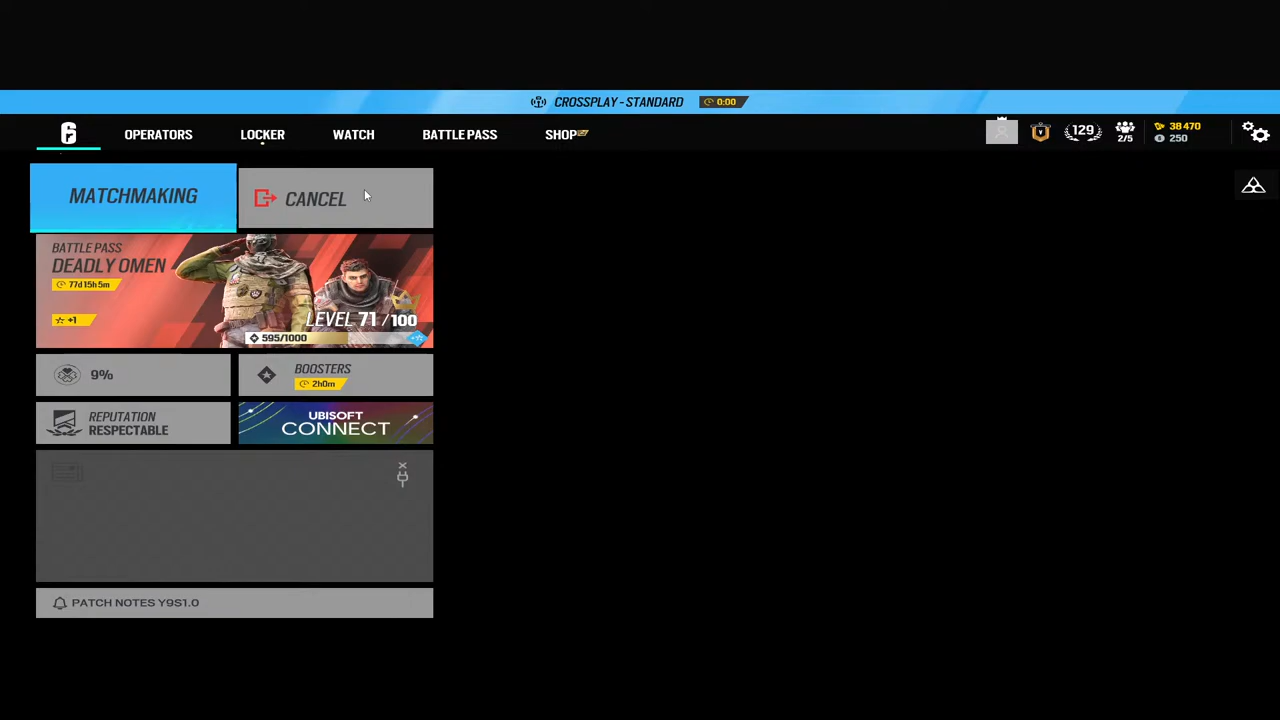 CROSSPLAY - STANDARD 0:00
OPERATORS LOCKER WATCH BATTLE PASS SHOP 129 2/5 38 470
250
MATCHMAKING CANCEL
BATTLE PASS
DEADLY OMEN
77d 15h 5m
+1
LEVEL 71 / 100
595/1000
9%
BOOSTERS
2h0m
REPUTATION
RESPECTABLE
UBISOFT
CONNECT
PATCH NOTES Y9S1.0